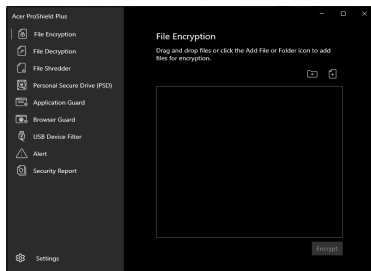 Acer ProShield Plus
File Encryption
File Decryption
File Shredder
Personal Secure Drive (PSD)
Application Guard
Browser Guard
USB Device Filter
Alert
Security Report
Settings
File Encryption
Drag and drop files or click the Add File or Folder icon to add
files for encryption.
Encrypt